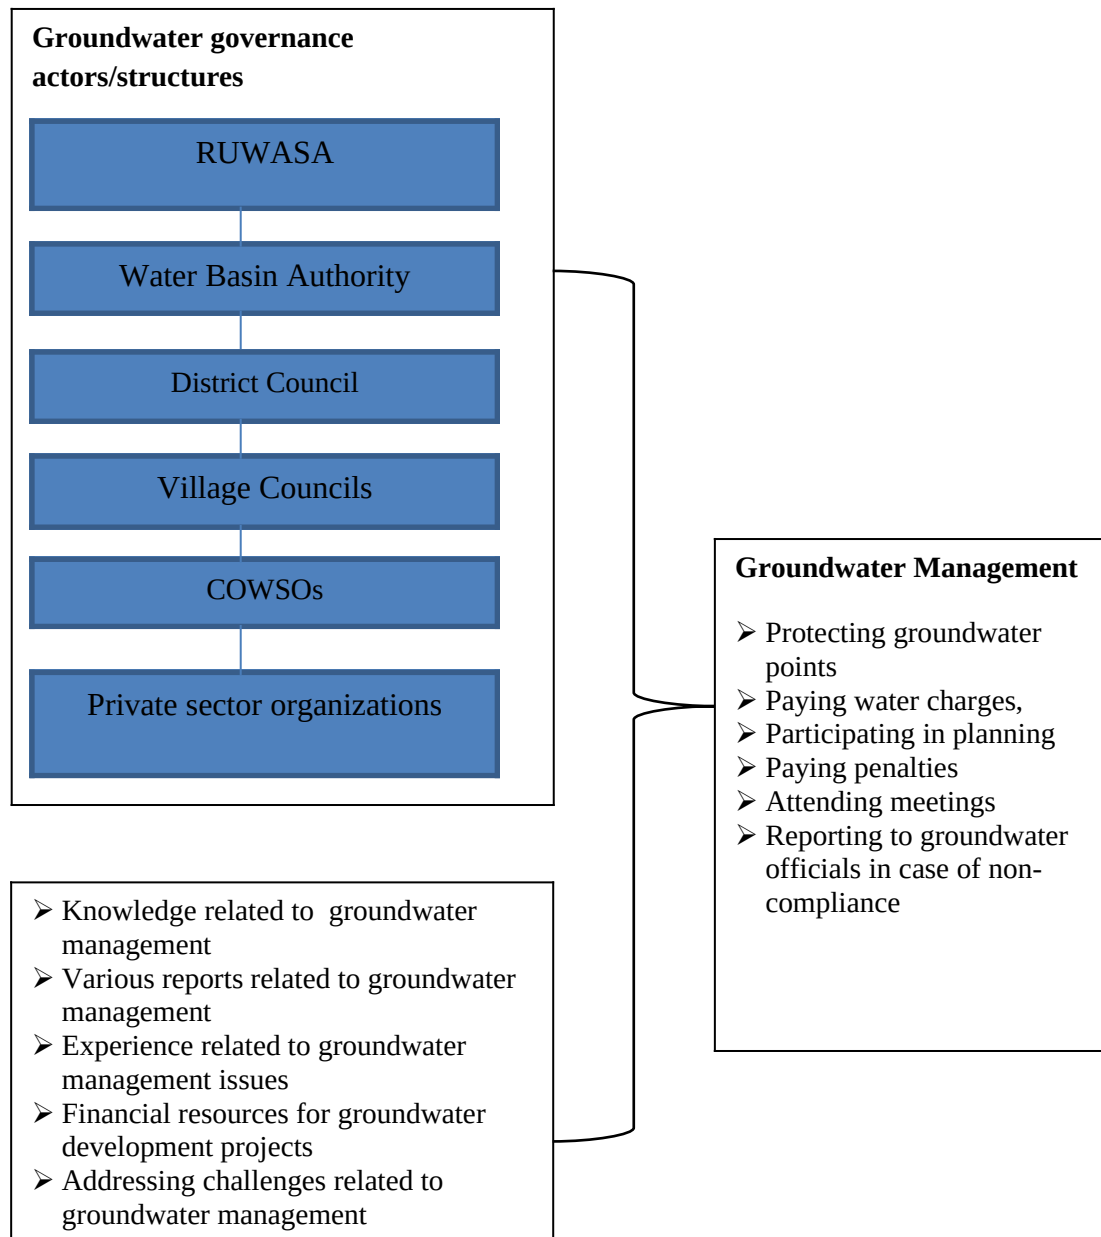 Groundwater governance
actors/structures
RUWASA
Water Basin Authority
District Council
Village Councils
COWSOs
Private sector organizations
➢ Knowledge related to  groundwater
management
➢ Various reports related to groundwater
management
➢ Experience related to groundwater
management issues
➢ Financial resources for groundwater
development projects
➢ Addressing challenges related to
groundwater management
Groundwater Management
➢ Protecting groundwater
points
➢ Paying water charges,
➢ Participating in planning
➢ Paying penalties
➢ Attending meetings
➢ Reporting to groundwater
officials in case of non-
compliance